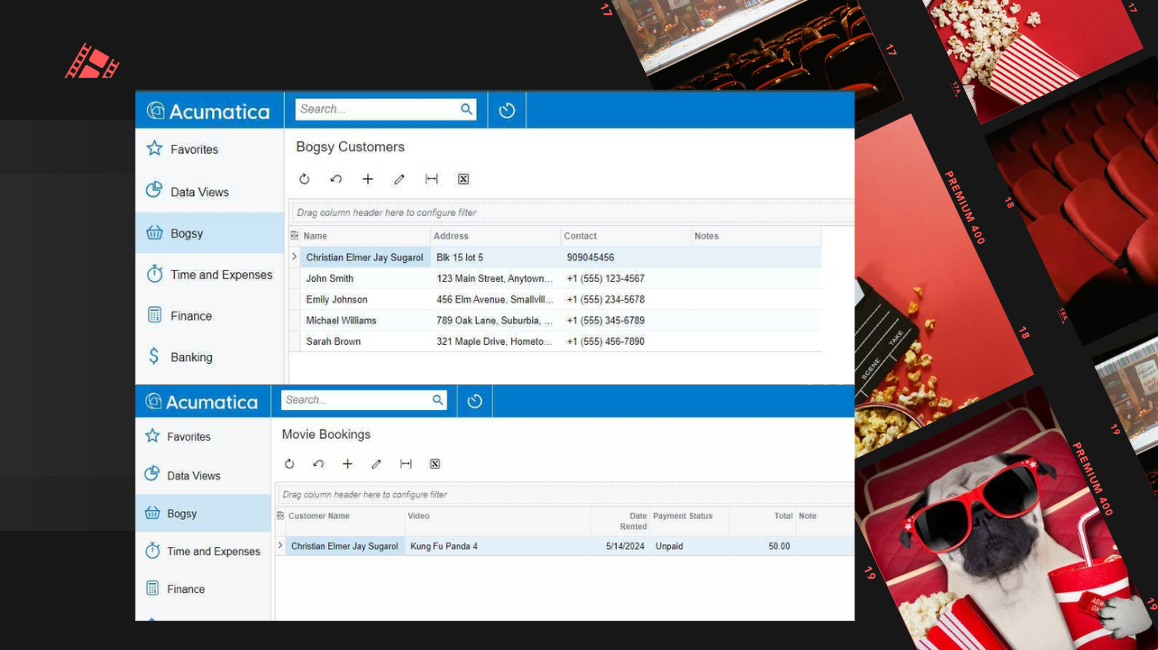 17
17
17
17A
Acumatica
Search...
Favorites
Data Views
Bogsy
Time and Expenses
Finance
Banking
Bogsy Customers
Drag column header here to configure filter
Name Address Contact Notes
Christian Elmer Jay Sugarol Blk 15 lot 5 909045456
John Smith 123 Main Street, Anytown... +1 (555) 123-4567
Emily Johnson 456 Elm Avenue, Smallvill... +1 (555) 234-5678
Michael Williams 789 Oak Lane, Suburbia, ... +1 (555) 345-6789
Sarah Brown 321 Maple Drive, Hometo... +1 (555) 456-7890
PREMIUM 400
18
18A
18
SCENE TAKE
Acumatica
Search...
Favorites
Data Views
Bogsy
Time and Expenses
Finance
Movie Bookings
Drag column header here to configure filter
Customer Name Video Date Rented Payment Status Total Note
Christian Elmer Jay Sugarol Kung Fu Panda 4 5/14/2024 Unpaid 50.00
PREMIUM 400
19
19
19